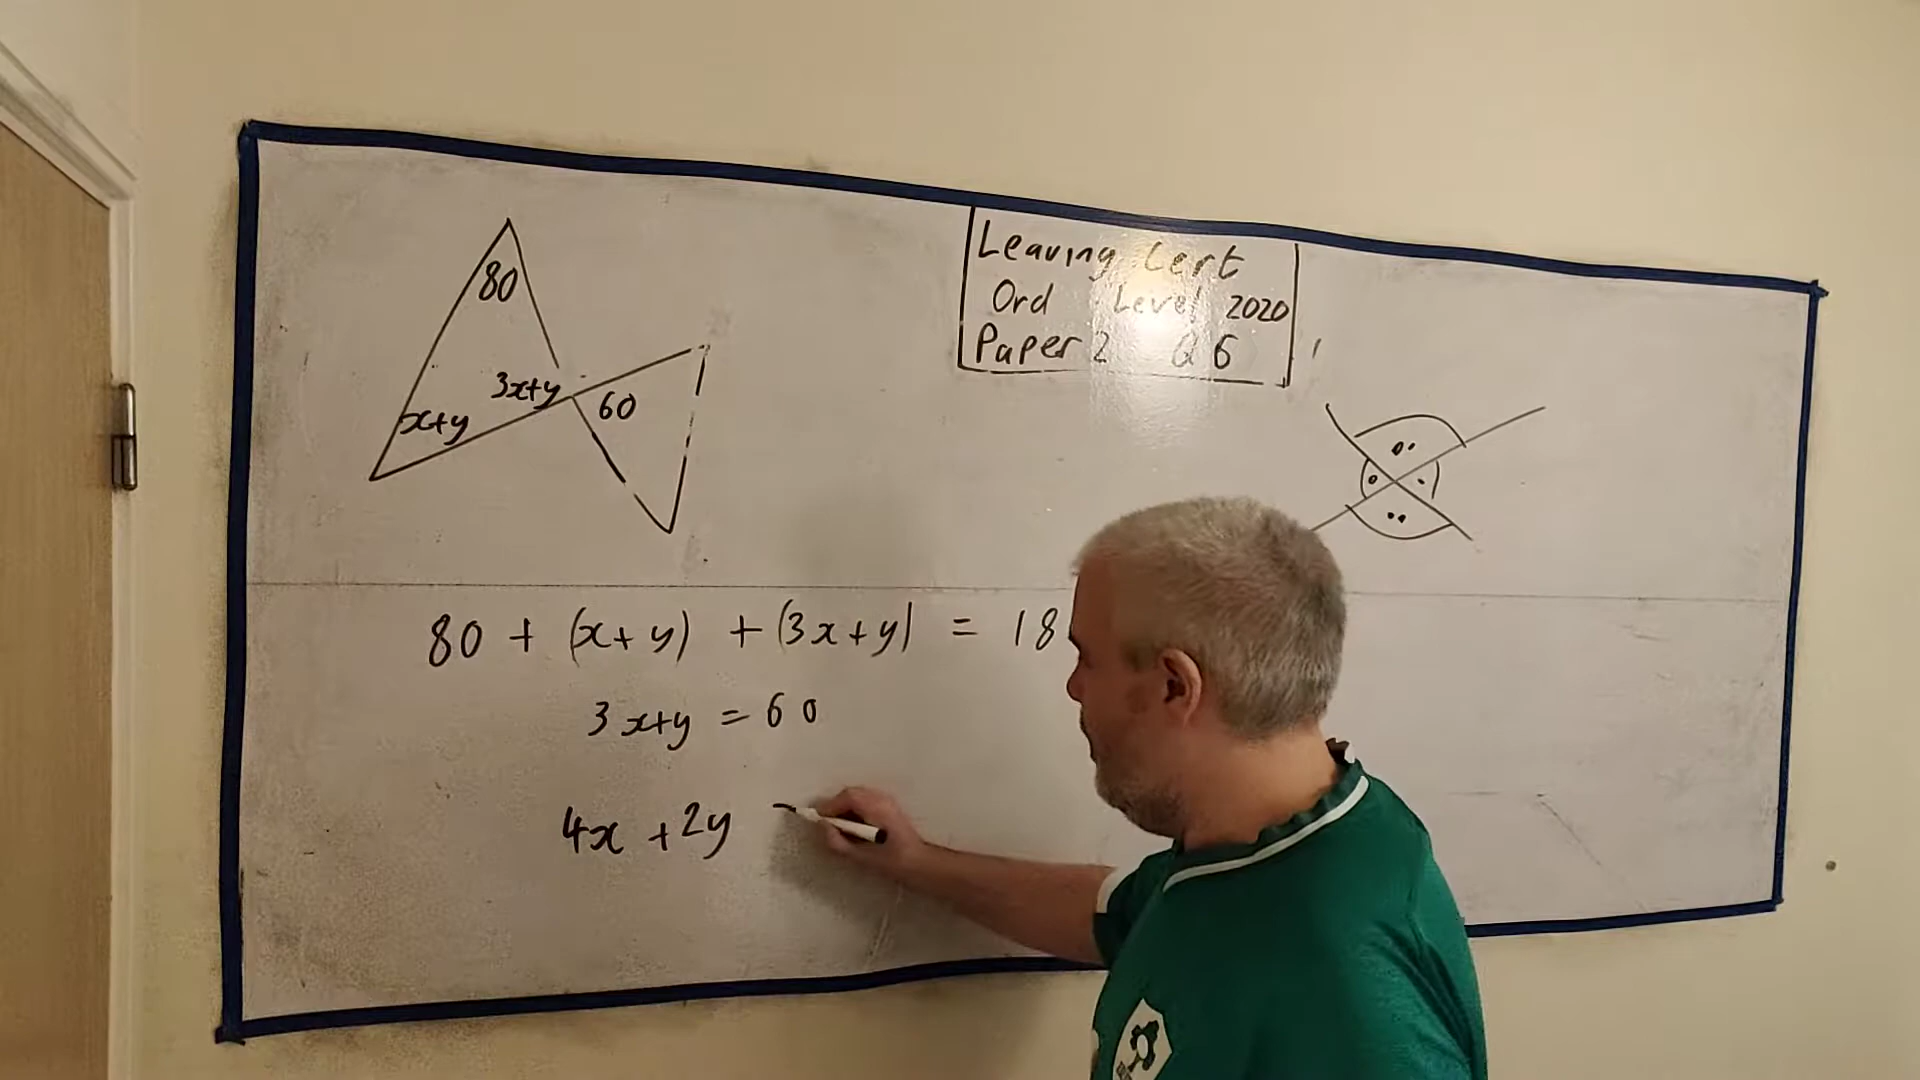 80
3x+y
x+y
60
Leaving Cert
Ord Level 2020
Paper 2 Q6
80 + (x+y) + (3x+y) = 18
3x+y = 60
4x + 2y